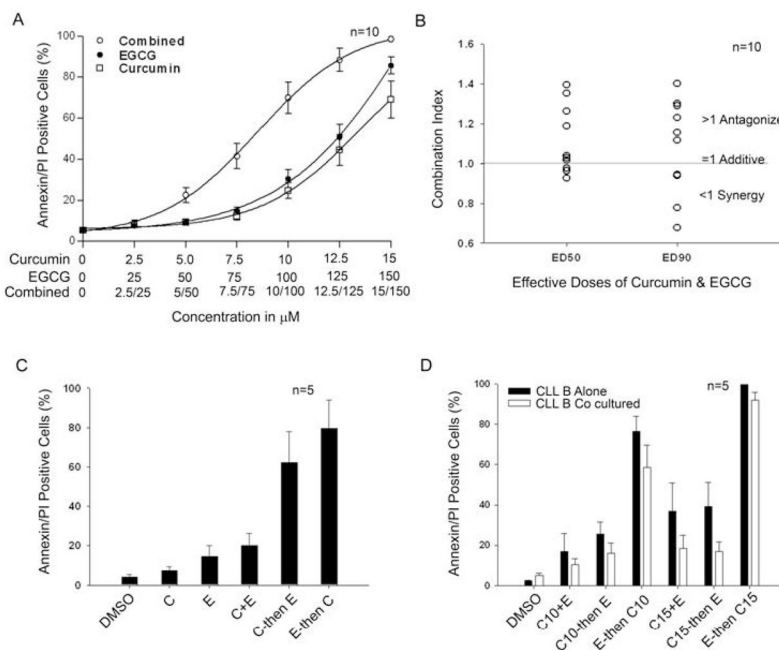 A
n=10
Combined
EGCG
Curcumin
Annexin/PI Positive Cells (%)
100
80
60
40
20
0
Curcumin 0 2.5 5.0 7.5 10 12.5 15
EGCG 0 25 50 75 100 125 150
Combined 0 2.5/25 5/50 7.5/75 10/100 12.5/125 15/150
Concentration in μM
B
n=10
Combination Index
1.6
1.4
>1 Antagonize
1.2
=1 Additive
1.0
<1 Synergy
0.8
0.6
ED50 ED90
Effective Doses of Curcumin & EGCG
C
n=5
Annexin/PI Positive Cells (%)
100
80
60
40
20
0
DMSO C E C+E C-then E E-then C
D
CLL B Alone
CLL B Co cultured
n=5
Annexin/PI Positive Cells (%)
100
80
60
40
20
0
DMSO C10+E C10-then E E-then C10 C15+E C15-then E E-then C15